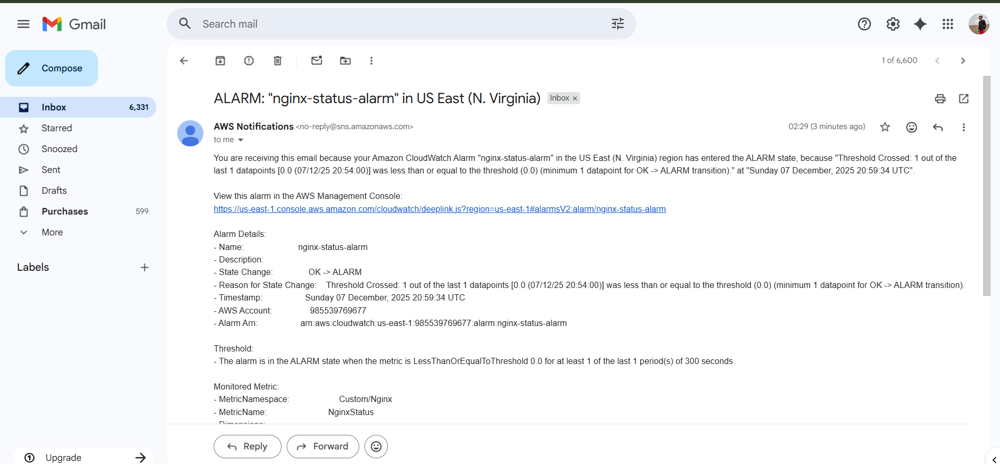 Gmail
Search mail
Compose
1 of 6,600
Inbox 6,331
Starred
Snoozed
Sent
Drafts
Purchases 599
More
Labels
Upgrade
ALARM: "nginx-status-alarm" in US East (N. Virginia) Inbox ×
AWS Notifications <no-reply@sns.amazonaws.com> 02:29 (3 minutes ago)
to me
You are receiving this email because your Amazon CloudWatch Alarm "nginx-status-alarm" in the US East (N. Virginia) region has entered the ALARM state, because "Threshold Crossed: 1 out of the
last 1 datapoints [0.0 (07/12/25 20:54:00)] was less than or equal to the threshold (0.0) (minimum 1 datapoint for OK -> ALARM transition)." at "Sunday 07 December, 2025 20:59:34 UTC".
View this alarm in the AWS Management Console:
https://us-east-1.console.aws.amazon.com/cloudwatch/deeplink.js?region=us-east-1#alarmsV2:alarm/nginx-status-alarm
Alarm Details:
- Name: nginx-status-alarm
- Description:
- State Change: OK -> ALARM
- Reason for State Change: Threshold Crossed: 1 out of the last 1 datapoints [0.0 (07/12/25 20:54:00)] was less than or equal to the threshold (0.0) (minimum 1 datapoint for OK -> ALARM transition).
- Timestamp: Sunday 07 December, 2025 20:59:34 UTC
- AWS Account: 985539769677
- Alarm Arn: arn:aws:cloudwatch:us-east-1:985539769677:alarm:nginx-status-alarm
Threshold:
- The alarm is in the ALARM state when the metric is LessThanOrEqualToThreshold 0.0 for at least 1 of the last 1 period(s) of 300 seconds.
Monitored Metric:
- MetricNamespace: Custom/Nginx
- MetricName: NginxStatus
- Dimensions:
Reply
Forward